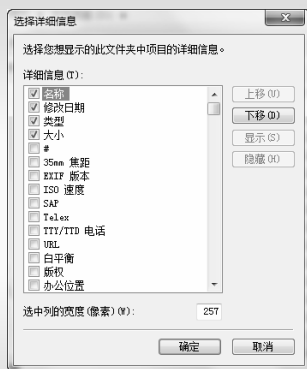 选择详细信息
选择您想显示的此文件夹中项目的详细信息。
详细信息(T):
名称
修改日期
类型
大小
#
35mm 焦距
EXIF 版本
ISO 速度
SAP
Telex
TTY/TTD 电话
URL
白平衡
版权
办公位置
上移(U)
下移(D)
显示(S)
隐藏(H)
选中列的宽度(像素)(W): 257
确定 取消